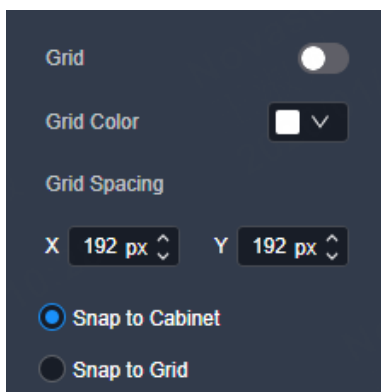 Grid
Grid Color
Grid Spacing
X 192 px Y 192 px
Snap to Cabinet
Snap to Grid